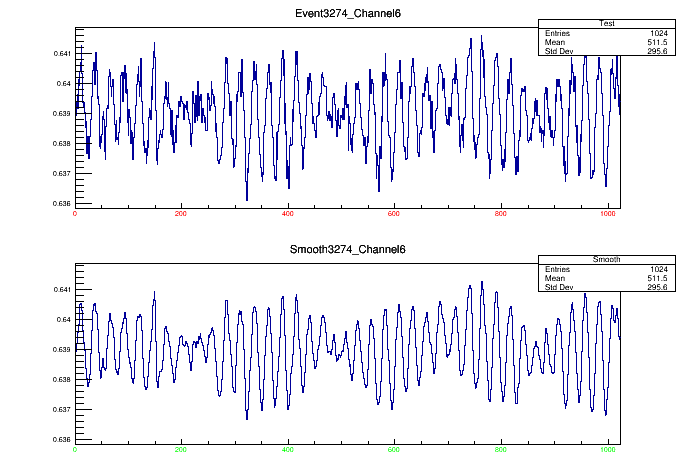 Event3274_Channel6
Test
Entries 1024
Mean 511.5
Std Dev 295.6
0.641
0.64
0.639
0.638
0.637
0.636
0 200 400 600 800 1000
Smooth3274_Channel6
Smooth
Entries 1024
Mean 511.5
Std Dev 295.6
0.641
0.64
0.639
0.638
0.637
0.636
0 200 400 600 800 1000